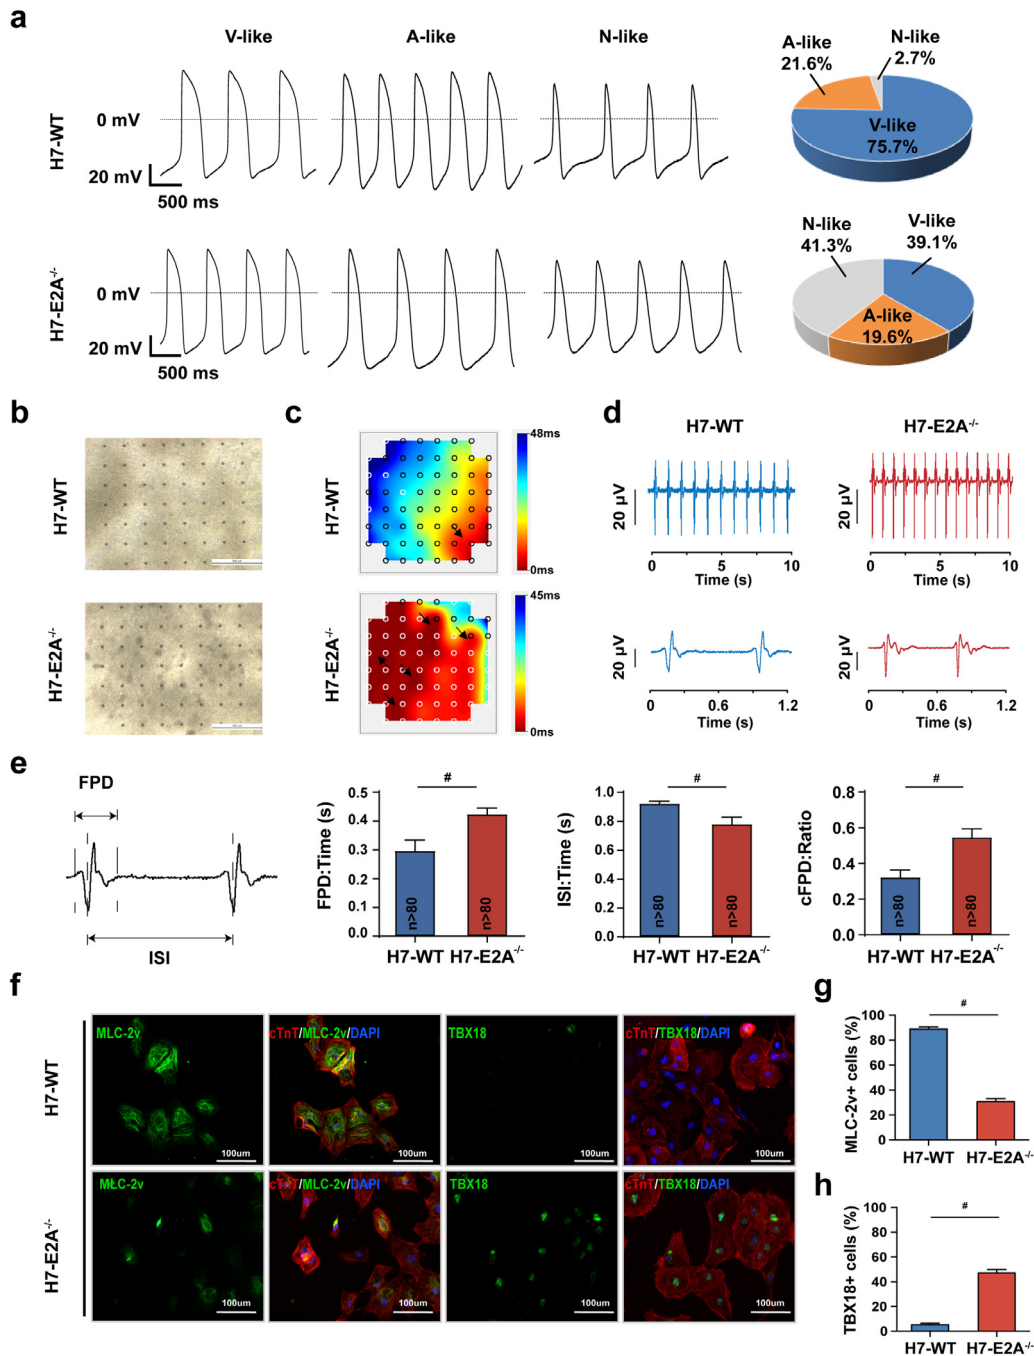 a
V-like
A-like
N-like
H7-WT
0 mV
20 mV
500 ms
A-like
21.6%
N-like
2.7%
V-like
75.7%
H7-E2A-/-
0 mV
20 mV
500 ms
N-like
41.3%
V-like
39.1%
A-like
19.6%
b
H7-WT
H7-E2A-/-
c
H7-WT
48ms
0ms
H7-E2A-/-
45ms
0ms
d
H7-WT
H7-E2A-/-
20 μV
20 μV
0 2 4 6 8 10
0 2 4 6 8 10
Time (s)
Time (s)
20 μV
20 μV
0 0.6 1.2
0 0.6 1.2
Time (s)
Time (s)
e
FPD
ISI
FPD:Time (s)
0.5
0.4
0.3
0.2
0.1
0.0
#
n>80
n>80
H7-WT H7-E2A-/-
ISI:Time (s)
1.0
0.8
0.6
0.4
0.2
0.0
#
n>80
n>80
H7-WT H7-E2A-/-
cFPD:Ratio
0.8
0.6
0.4
0.2
0.0
#
n>80
n>80
H7-WT H7-E2A-/-
f
H7-WT
MLC-2v
100um
cTnT/MLC-2v/DAPI
100um
TBX18
100um
cTnT/TBX18/DAPI
100um
H7-E2A-/-
MLC-2v
100um
cTnT/MLC-2v/DAPI
100um
TBX18
100um
cTnT/TBX18/DAPI
100um
g
MLC-2v+ cells (%)
100
80
60
40
20
0
#
H7-WT H7-E2A-/-
h
TBX18+ cells (%)
100
80
60
40
20
0
#
H7-WT H7-E2A-/-